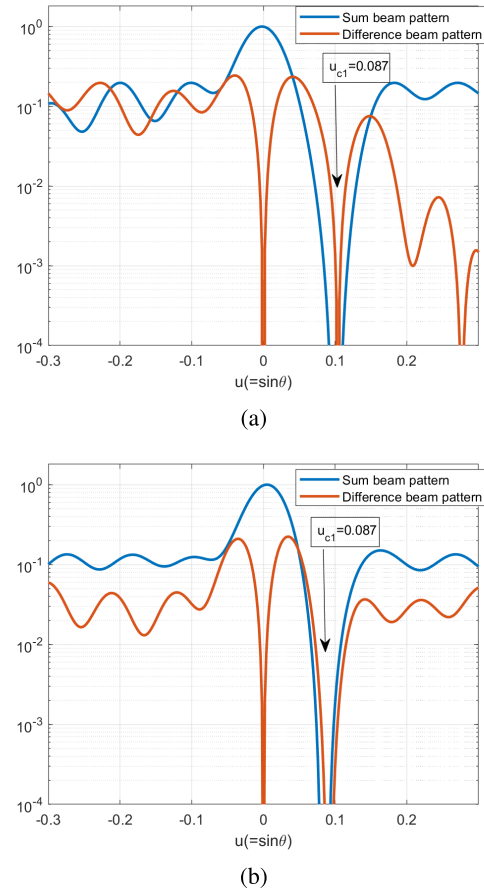 10^0
10^-1
10^-2
10^-3
10^-4
Sum beam pattern
Difference beam pattern
u_c1=0.087
-0.3 -0.2 -0.1 0 0.1 0.2
u(=sinθ)
(a)
10^0
10^-1
10^-2
10^-3
10^-4
Sum beam pattern
Difference beam pattern
u_c1=0.087
-0.3 -0.2 -0.1 0 0.1 0.2
u(=sinθ)
(b)